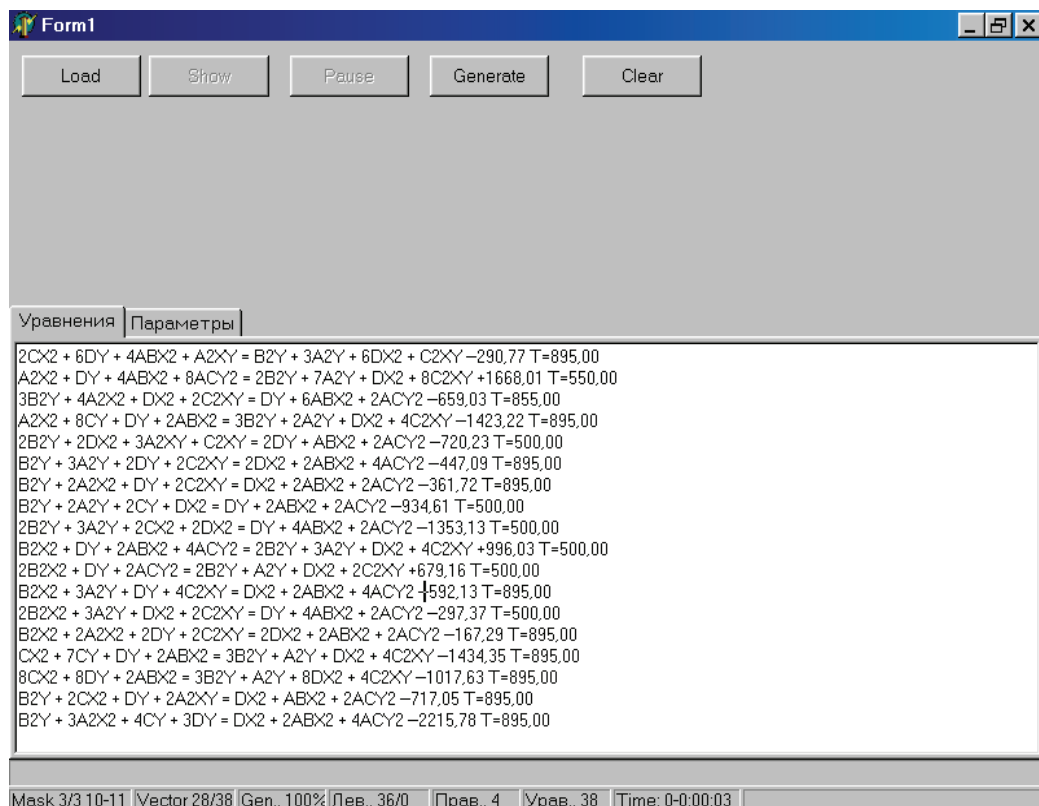 Form1
Load Show Pause Generate Clear
Уравнения Параметры
2CX2 + 6DY + 4ABX2 + A2XY = B2Y + 3A2Y + 6DX2 + C2XY –290,77 T=895,00
A2X2 + DY + 4ABX2 + 8ACY2 = 2B2Y + 7A2Y + DX2 + 8C2XY +1668,01 T=550,00
3B2Y + 4A2X2 + DX2 + 2C2XY = DY + 6ABX2 + 2ACY2 –659,03 T=855,00
A2X2 + 8CY + DY + 2ABX2 = 3B2Y + 2A2Y + DX2 + 4C2XY –1423,22 T=895,00
2B2Y + 2DX2 + 3A2XY + C2XY = 2DY + ABX2 + 2ACY2 –720,23 T=500,00
B2Y + 3A2Y + 2DY + 2C2XY = 2DX2 + 2ABX2 + 4ACY2 –447,09 T=895,00
B2Y + 2A2X2 + DY + 2C2XY = DX2 + 2ABX2 + 2ACY2 –361,72 T=895,00
B2Y + 2A2Y + 2CY + DX2 = DY + 2ABX2 + 2ACY2 –934,61 T=500,00
2B2Y + 3A2Y + 2CX2 + 2DX2 = DY + 4ABX2 + 2ACY2 –1353,13 T=500,00
B2X2 + DY + 2ABX2 + 4ACY2 = 2B2Y + 3A2Y + DX2 + 4C2XY +996,03 T=500,00
2B2X2 + DY + 2ACY2 = 2B2Y + A2Y + DX2 + 2C2XY +679,16 T=500,00
B2X2 + 3A2Y + DY + 4C2XY = DX2 + 2ABX2 + 4ACY2 –592,13 T=895,00
2B2X2 + 3A2Y + DX2 + 2C2XY = DY + 4ABX2 + 2ACY2 –297,37 T=500,00
B2X2 + 2A2X2 + 2DY + 2C2XY = 2DX2 + 2ABX2 + 2ACY2 –167,29 T=895,00
CX2 + 7CY + DY + 2ABX2 = 3B2Y + A2Y + DX2 + 4C2XY –1434,35 T=895,00
8CX2 + 8DY + 2ABX2 = 3B2Y + A2Y + 8DX2 + 4C2XY –1017,63 T=895,00
B2Y + 2CX2 + DY + 2A2XY = DX2 + ABX2 + 2ACY2 –717,05 T=895,00
B2Y + 3A2X2 + 4CY + 3DY = DX2 + 2ABX2 + 4ACY2 –2215,78 T=895,00
Mask 3/3 10-11 Vector 28/38 Gen.. 100% Лев.. 36/0 Прав.. 4 Урав.. 38 Time: 0-0:00:03